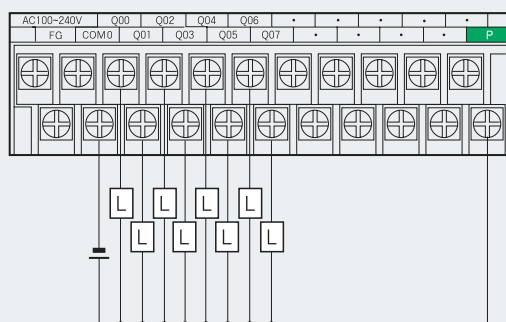 AC100~240V Q00 Q02 Q04 Q06 • • • • •
FG COM0 Q01 Q03 Q05 Q07 • • • • P
L L L L
L L L L